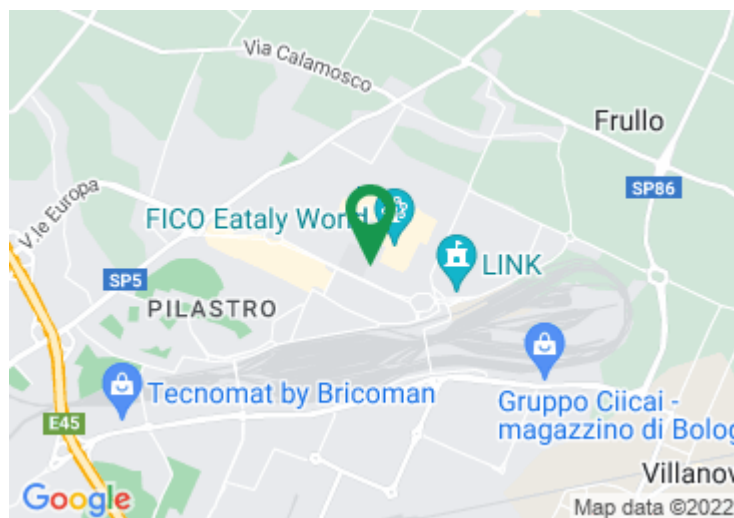 Via Calamosco
Frullo
SP86
V.le Europa
FICO Eataly World
LINK
SP5
PILASTRO
Tecnomat by Bricoman
Gruppo Ciicai -
magazzino di Bolog
E45
Villanov
Google
Map data ©2022